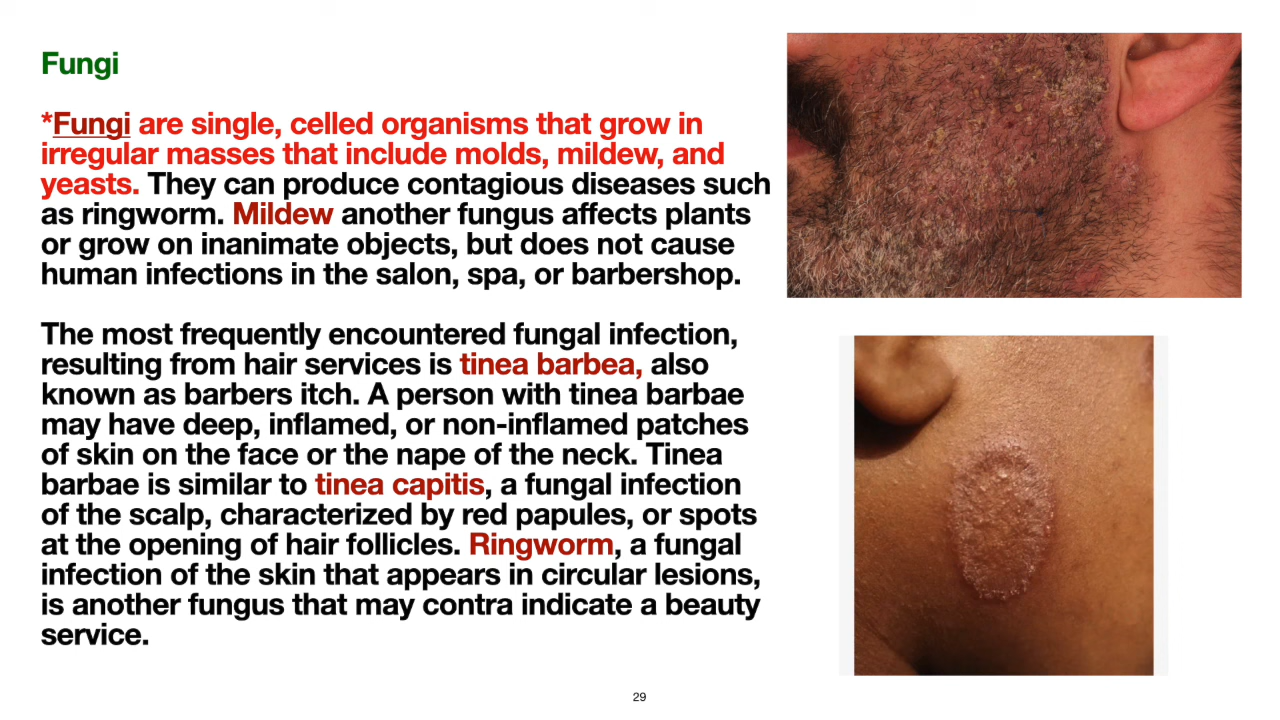 Fungi
*Fungi are single, celled organisms that grow in
irregular masses that include molds, mildew, and
yeasts. They can produce contagious diseases such
as ringworm. Mildew another fungus affects plants
or grow on inanimate objects, but does not cause
human infections in the salon, spa, or barbershop.
The most frequently encountered fungal infection,
resulting from hair services is tinea barbea, also
known as barbers itch. A person with tinea barbae
may have deep, inflamed, or non-inflamed patches
of skin on the face or the nape of the neck. Tinea
barbae is similar to tinea capitis, a fungal infection
of the scalp, characterized by red papules, or spots
at the opening of hair follicles. Ringworm, a fungal
infection of the skin that appears in circular lesions,
is another fungus that may contra indicate a beauty
service.
29